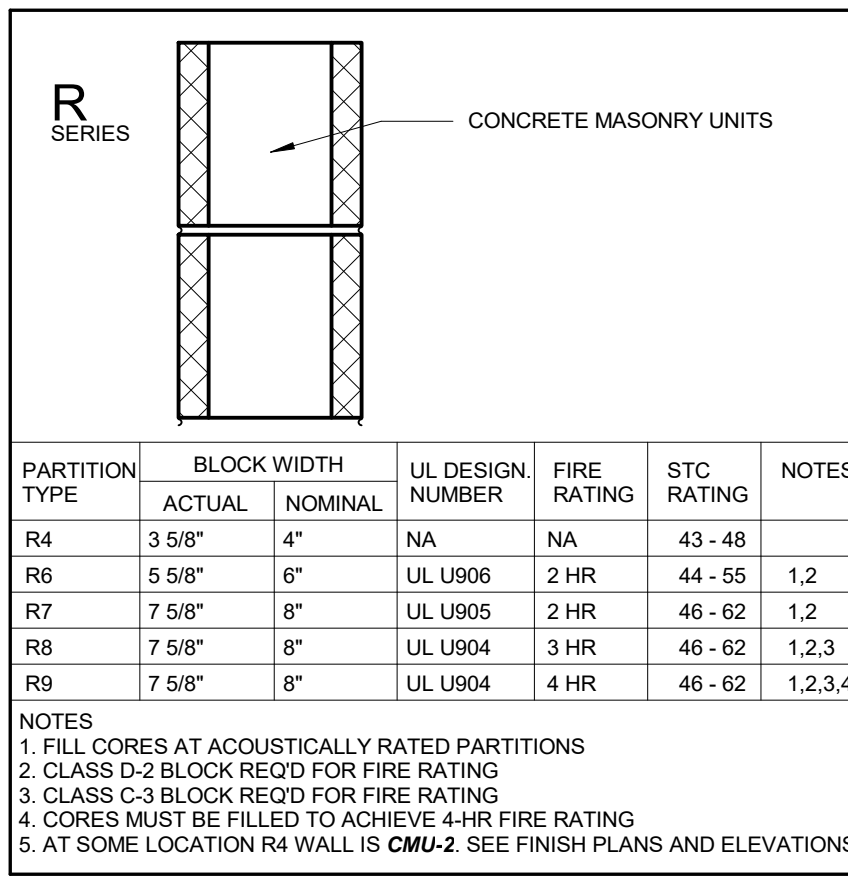 R
SERIES
CONCRETE MASONRY UNITS
PARTITION TYPE BLOCK WIDTH UL DESIGN. NUMBER FIRE RATING STC RATING NOTES
ACTUAL NOMINAL
R4 3 5/8" 4" NA NA 43 - 48
R6 5 5/8" 6" UL U906 2 HR 44 - 55 1,2
R7 7 5/8" 8" UL U905 2 HR 46 - 62 1,2
R8 7 5/8" 8" UL U904 3 HR 46 - 62 1,2,3
R9 7 5/8" 8" UL U904 4 HR 46 - 62 1,2,3,4
NOTES
1. FILL CORES AT ACOUSTICALLY RATED PARTITIONS
2. CLASS D-2 BLOCK REQ'D FOR FIRE RATING
3. CLASS C-3 BLOCK REQ'D FOR FIRE RATING
4. CORES MUST BE FILLED TO ACHIEVE 4-HR FIRE RATING
5. AT SOME LOCATION R4 WALL IS CMU-2. SEE FINISH PLANS AND ELEVATIONS